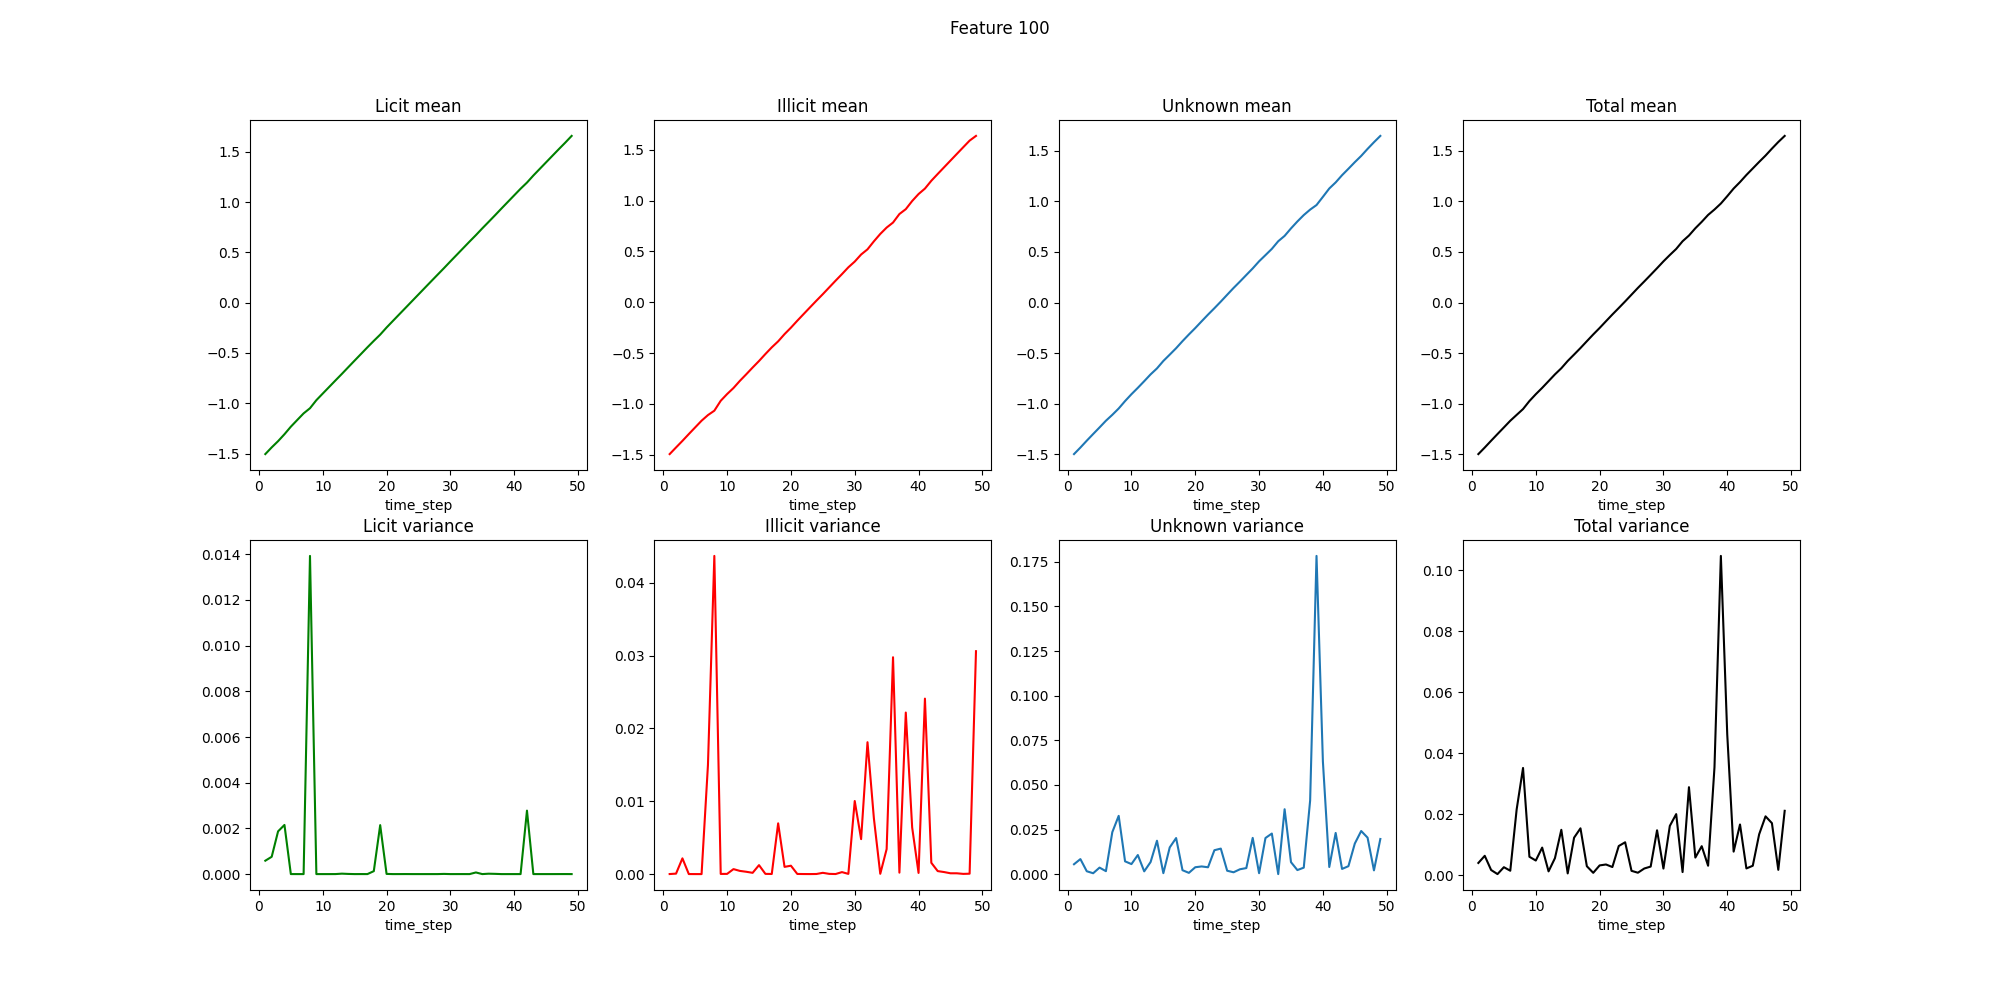 Feature 100
Licit mean
1.5
1.0
0.5
0.0
−0.5
−1.0
−1.5
0 10 20 30 40 50
time_step
Illicit mean
1.5
1.0
0.5
0.0
−0.5
−1.0
−1.5
0 10 20 30 40 50
time_step
Unknown mean
1.5
1.0
0.5
0.0
−0.5
−1.0
−1.5
0 10 20 30 40 50
time_step
Total mean
1.5
1.0
0.5
0.0
−0.5
−1.0
−1.5
0 10 20 30 40 50
time_step
Licit variance
0.014
0.012
0.010
0.008
0.006
0.004
0.002
0.000
0 10 20 30 40 50
time_step
Illicit variance
0.04
0.03
0.02
0.01
0.00
0 10 20 30 40 50
time_step
Unknown variance
0.175
0.150
0.125
0.100
0.075
0.050
0.025
0.000
0 10 20 30 40 50
time_step
Total variance
0.10
0.08
0.06
0.04
0.02
0.00
0 10 20 30 40 50
time_step